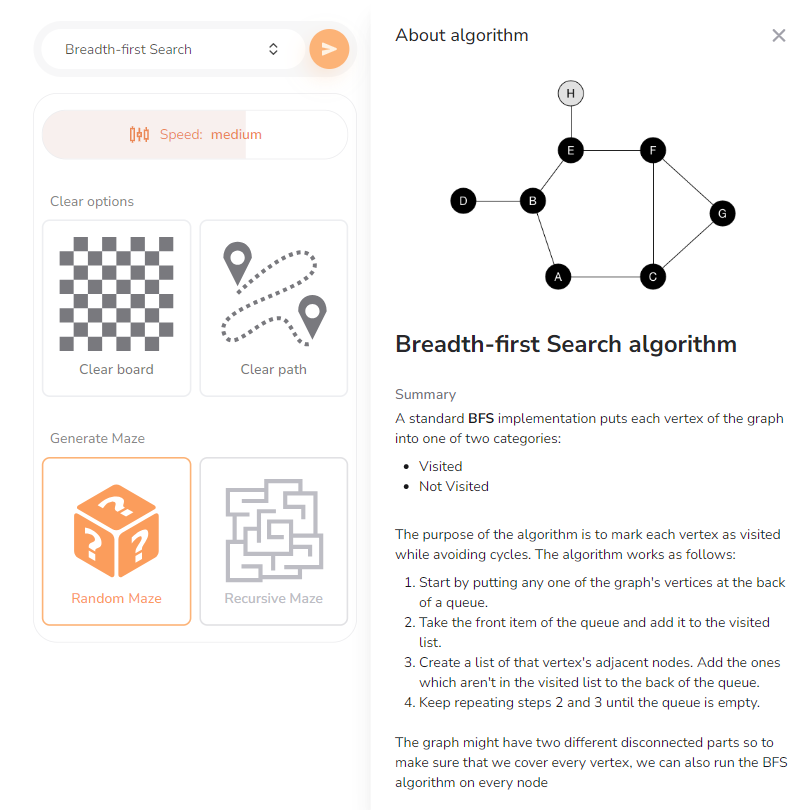 Breadth-first Search
Speed: medium
Clear options
Clear board
Clear path
Generate Maze
? ? ?
Random Maze
Recursive Maze
About algorithm
H
E
F
D
B
G
A
C
Breadth-first Search algorithm
Summary
A standard BFS implementation puts each vertex of the graph
into one of two categories:
• Visited
• Not Visited
The purpose of the algorithm is to mark each vertex as visited
while avoiding cycles. The algorithm works as follows:
1. Start by putting any one of the graph's vertices at the back
of a queue.
2. Take the front item of the queue and add it to the visited
list.
3. Create a list of that vertex's adjacent nodes. Add the ones
which aren't in the visited list to the back of the queue.
4. Keep repeating steps 2 and 3 until the queue is empty.
The graph might have two different disconnected parts so to
make sure that we cover every vertex, we can also run the BFS
algorithm on every node